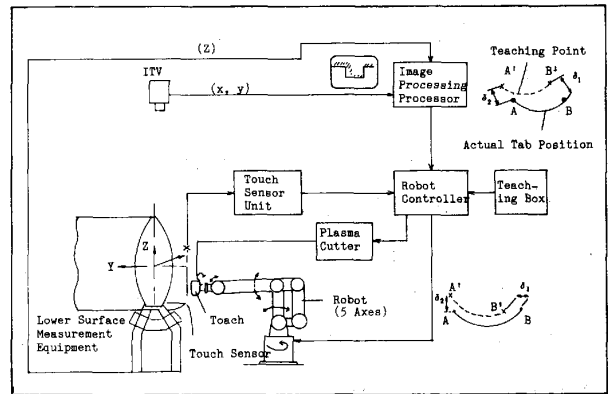 (Z)
ITV
(x, y)
Image
Processing
Processor
Teaching Point
A'
B'
δ1
δ2
A
B
Actual Tab Position
Touch
Sensor
Unit
Robot
Controller
Teach-
ing Box
Plasma
Cutter
Z
Y
x
Toach
Robot
(5 Axes)
Lower Surface
Measurement
Equipment
Touch Sensor
A'
δ2
A
B'
δ1
B